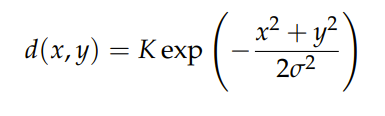 d(x, y) = K exp (− x² + y² / 2σ²)